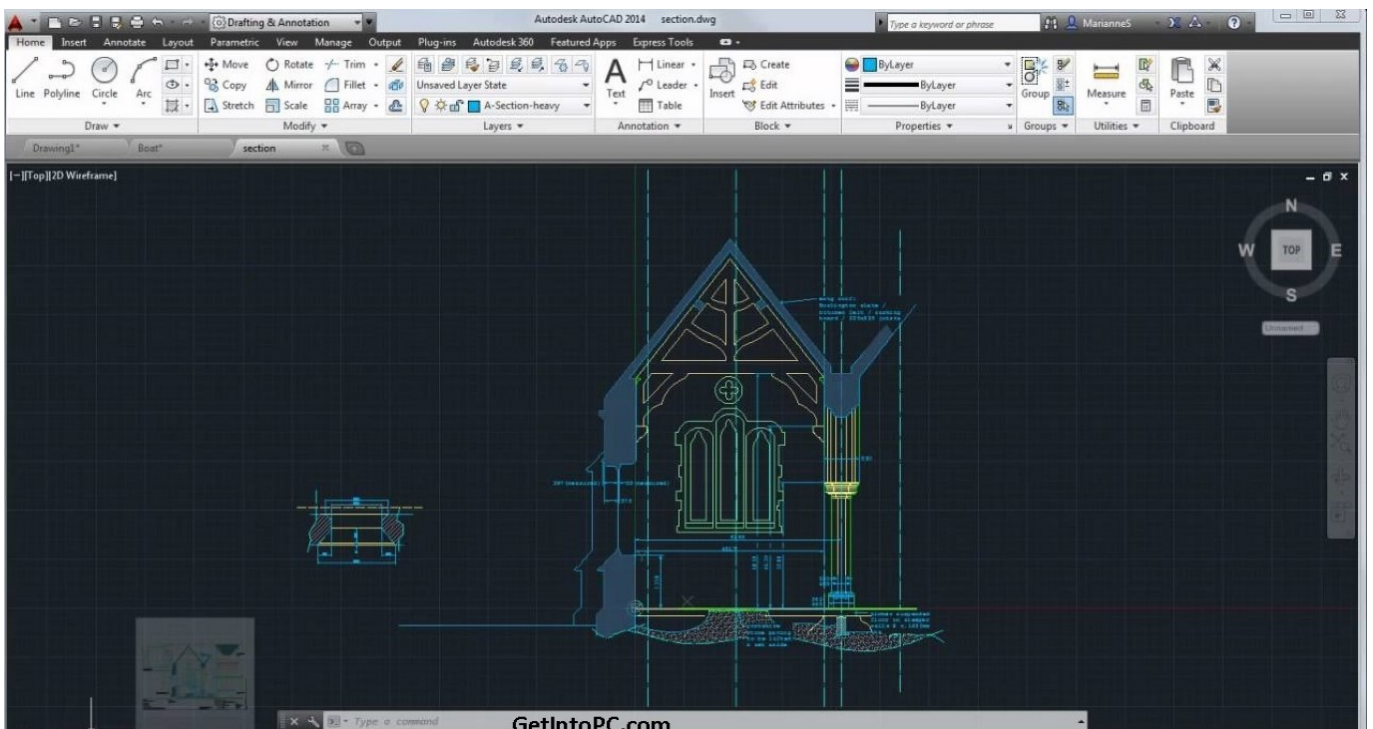 Drafting & Annotation
Autodesk AutoCAD 2014 section.dwg
Type a keyword or phrase
MarianneS
Home Insert Annotate Layout Parametric View Manage Output Plug-ins Autodesk 360 Featured Apps Express Tools
Line Polyline Circle Arc
Move Rotate Trim
Copy Mirror Fillet
Stretch Scale Array
Unsaved Layer State
A-Section-heavy
Text
Linear
Leader
Table
Insert
Create
Edit
Edit Attributes
ByLayer
ByLayer
ByLayer
Group
Measure
Paste
Draw Modify Layers Annotation Block Properties Groups Utilities Clipboard
Drawing1* Boat* section
[-][Top][2D Wireframe]
N
W TOP E
S
Unnamed
Type a command
GetIntoPC.com